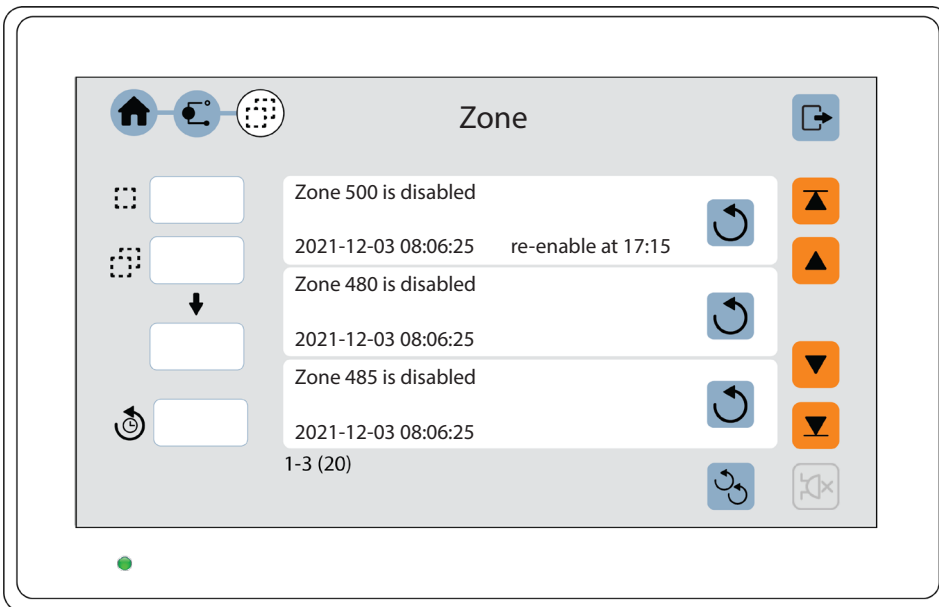 Zone
Zone 500 is disabled
2021-12-03 08:06:25 re-enable at 17:15
Zone 480 is disabled
2021-12-03 08:06:25
Zone 485 is disabled
2021-12-03 08:06:25
1-3 (20)